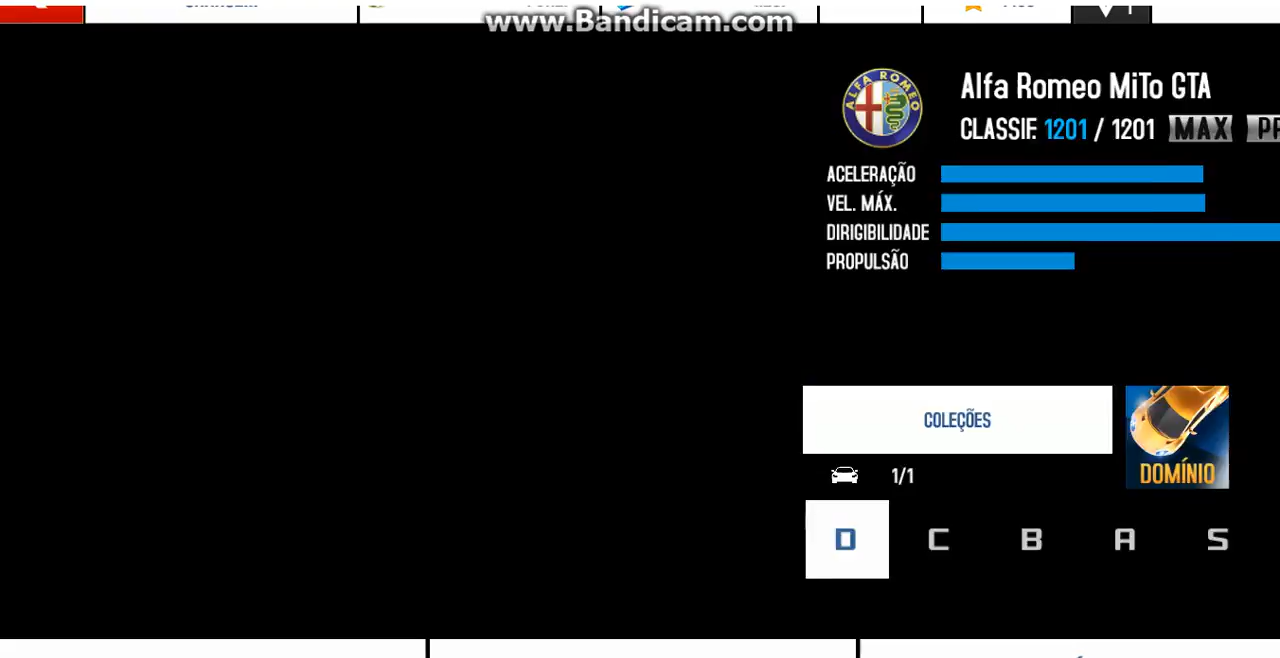 www.Bandicam.com
ALFA ROMEO
Alfa Romeo MiTo GTA
CLASSIF. 1201 / 1201 MAX
ACELERAÇÃO
VEL. MÁX.
DIRIGIBILIDADE
PROPULSÃO
COLEÇÕES
DOMÍNIO
1/1
D C B A S